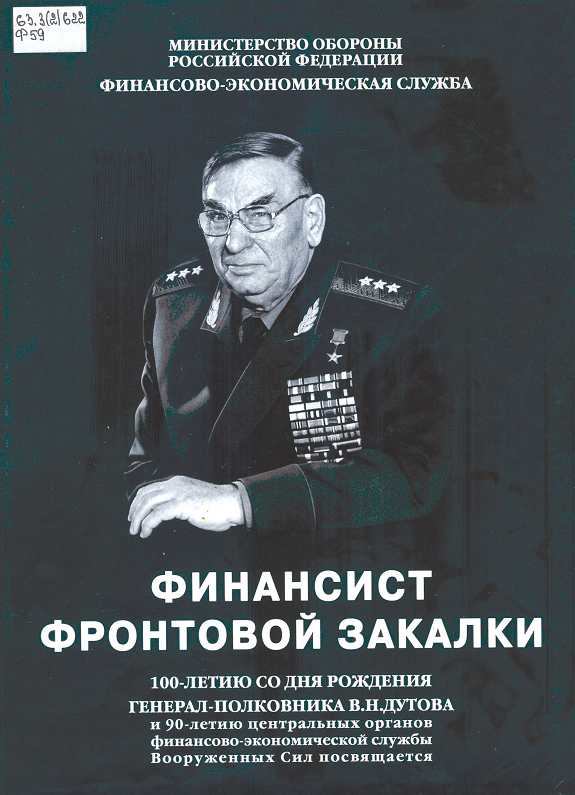 63.3(2)622
Ф59
МИНИСТЕРСТВО ОБОРОНЫ
РОССИЙСКОЙ ФЕДЕРАЦИИ
ФИНАНСОВО-ЭКОНОМИЧЕСКАЯ СЛУЖБА
ФИНАНСИСТ
ФРОНТОВОЙ ЗАКАЛКИ
100-ЛЕТИЮ СО ДНЯ РОЖДЕНИЯ
ГЕНЕРАЛ-ПОЛКОВНИКА В.Н.ДУТОВА
и 90-летию центральных органов
финансово-экономической службы
Вооруженных Сил посвящается